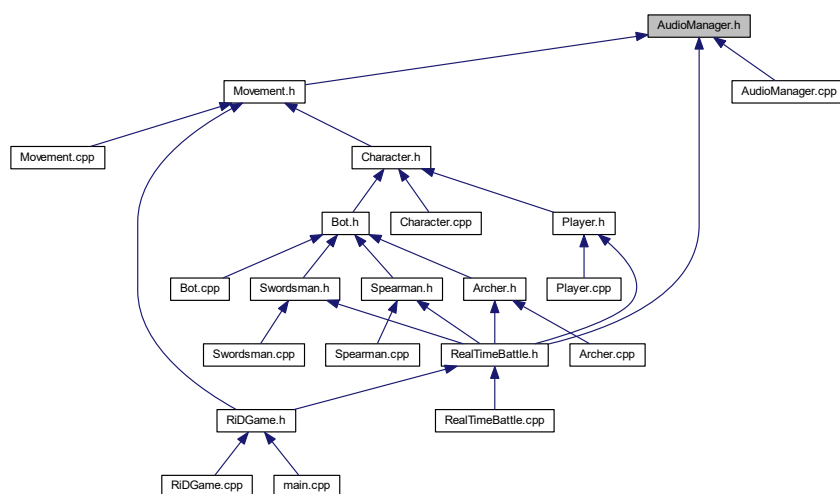 AudioManager.h
Movement.h
AudioManager.cpp
Movement.cpp
Character.h
Bot.h
Character.cpp
Player.h
Bot.cpp
Swordsman.h
Spearman.h
Archer.h
Player.cpp
Swordsman.cpp
Spearman.cpp
RealTimeBattle.h
Archer.cpp
RiDGame.h
RealTimeBattle.cpp
RiDGame.cpp
main.cpp